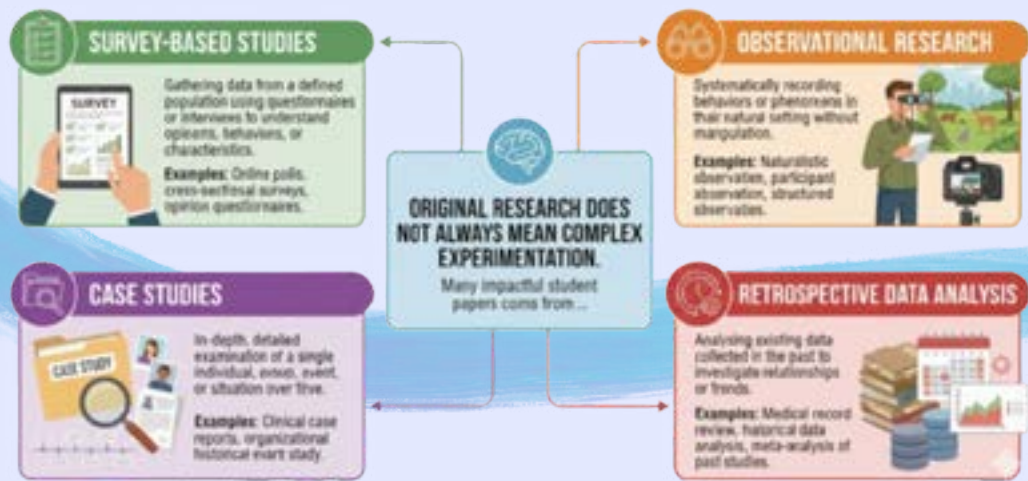 SURVEY-BASED STUDIES
SURVEY
Gathering data from a defined
population using questionnaires
or interviews to understand
opinions, behaviors, or
characteristics.
Examples: Online polls,
cross-sectional surveys,
opinion questionnaires.
OBSERVATIONAL RESEARCH
Systematically recording
behaviors or phenomena in
their natural setting without
manipulation.
Examples: Naturalistic
observation, participant
observation, structured
ORIGINAL RESEARCH DOES
NOT ALWAYS MEAN COMPLEX
EXPERIMENTATION.
Many impactful student
papers come from...
CASE STUDIES
CASE STUDY
In-depth, detailed
examination of a single
individual, event,
or situation over
Examples: Clinical case
reports, organizational
historical study.
RETROSPECTIVE DATA ANALYSIS
Analysing existing data
collected in the past to
investigate relationships
or trends.
Examples: Medical record
review, historical data
analysis, meta-analysis of
past studies.